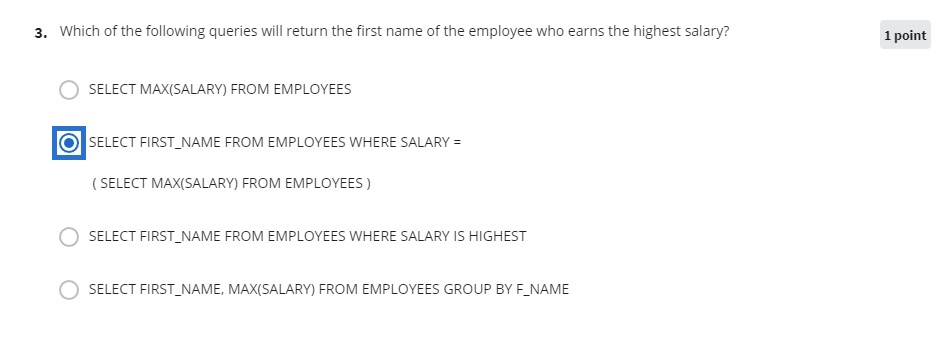 3. Which of the following queries will return the first name of the employee who earns the highest salary?
1 point
SELECT MAX(SALARY) FROM EMPLOYEES
SELECT FIRST_NAME FROM EMPLOYEES WHERE SALARY =
( SELECT MAX(SALARY) FROM EMPLOYEES )
SELECT FIRST_NAME FROM EMPLOYEES WHERE SALARY IS HIGHEST
SELECT FIRST_NAME, MAX(SALARY) FROM EMPLOYEES GROUP BY F_NAME